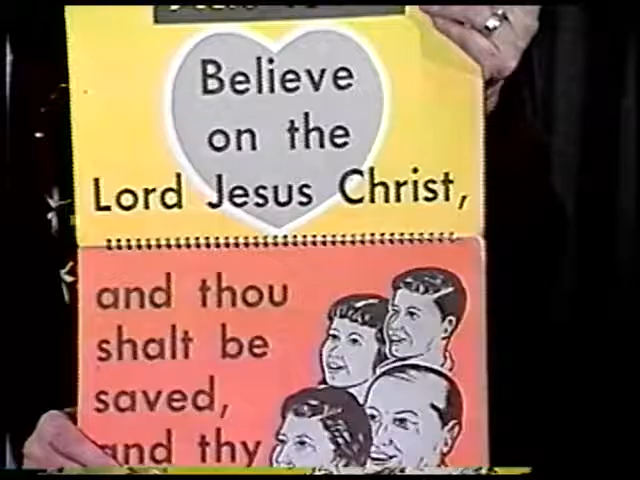 Believe
on the
Lord Jesus Christ,
and thou
shalt be
saved,
and thy